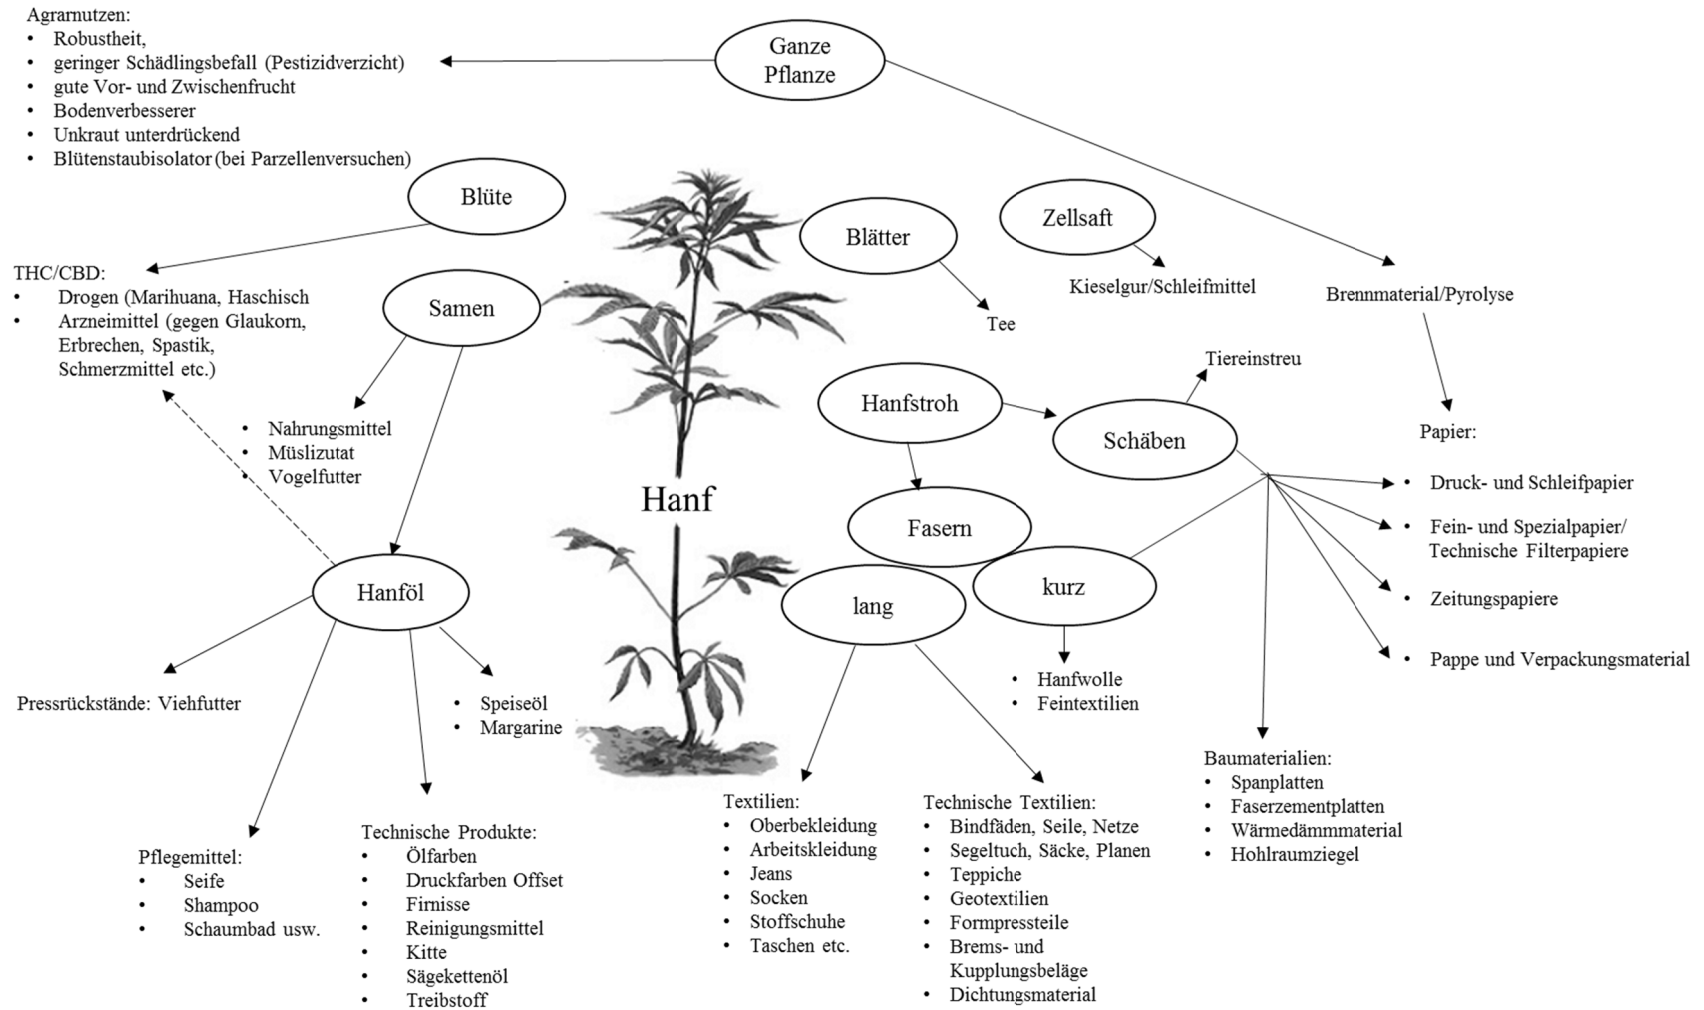 Agrarnutzen:
• Robustheit,
• geringer Schädlingsbefall (Pestizidverzicht)
• gute Vor- und Zwischenfrucht
• Bodenverbesserer
• Unkraut unterdrückend
• Blütenstaubisolator (bei Parzellenversuchen)
Ganze
Pflanze
Blüte
THC/CBD:
• Drogen (Marihuana, Haschisch
• Arzneimittel (gegen Glaukorn,
Erbrechen, Spastik,
Schmerzmittel etc.)
Samen
• Nahrungsmittel
• Müslizutat
• Vogelfutter
Blätter
Tee
Zellsaft
Kieselgur/Schleifmittel
Brennmaterial/Pyrolyse
Hanfstroh
Schäben
Tiereinstreu
Papier:
• Druck- und Schleifpapier
• Fein- und Spezialpapier/
Technische Filterpapiere
• Zeitungspapiere
• Pappe und Verpackungsmaterial
Hanf
Fasern
lang
kurz
• Hanfwolle
• Feintextilien
Hanföl
Pressrückstände: Viehfutter
• Speiseöl
• Margarine
Pflegemittel:
• Seife
• Shampoo
• Schaumbad usw.
Technische Produkte:
• Ölfarben
• Druckfarben Offset
• Firnisse
• Reinigungsmittel
• Kitte
• Sägekettenöl
• Treibstoff
Textilien:
• Oberbekleidung
• Arbeitskleidung
• Jeans
• Socken
• Stoffschuhe
• Taschen etc.
Technische Textilien:
• Bindfäden, Seile, Netze
• Segeltuch, Säcke, Planen
• Teppiche
• Geotextilien
• Formpressteile
• Brems- und
Kupplungsbeläge
• Dichtungsmaterial
Baumaterialien:
• Spanplatten
• Faserzementplatten
• Wärmedämmmaterial
• Hohlraumziegel